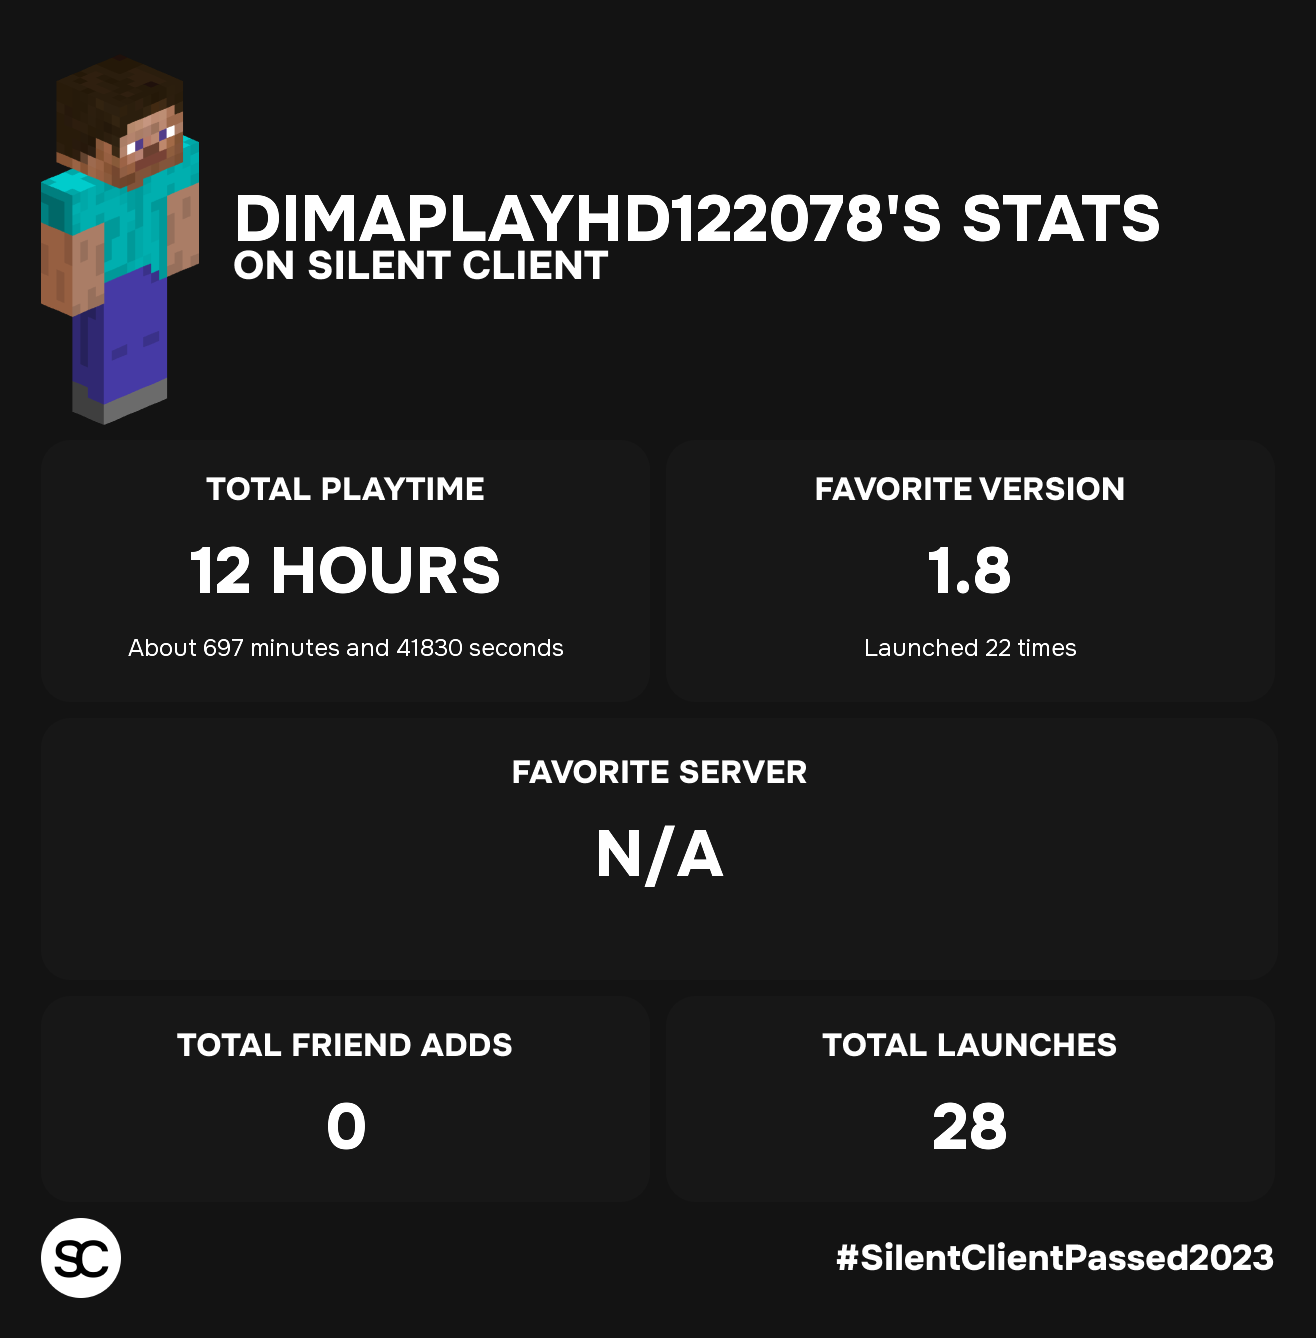 DIMAPLAYHD122078'S STATS
ON SILENT CLIENT
TOTAL PLAYTIME
12 HOURS
About 697 minutes and 41830 seconds
FAVORITE VERSION
1.8
Launched 22 times
FAVORITE SERVER
N/A
TOTAL FRIEND ADDS
0
TOTAL LAUNCHES
28
SC
#SilentClientPassed2023